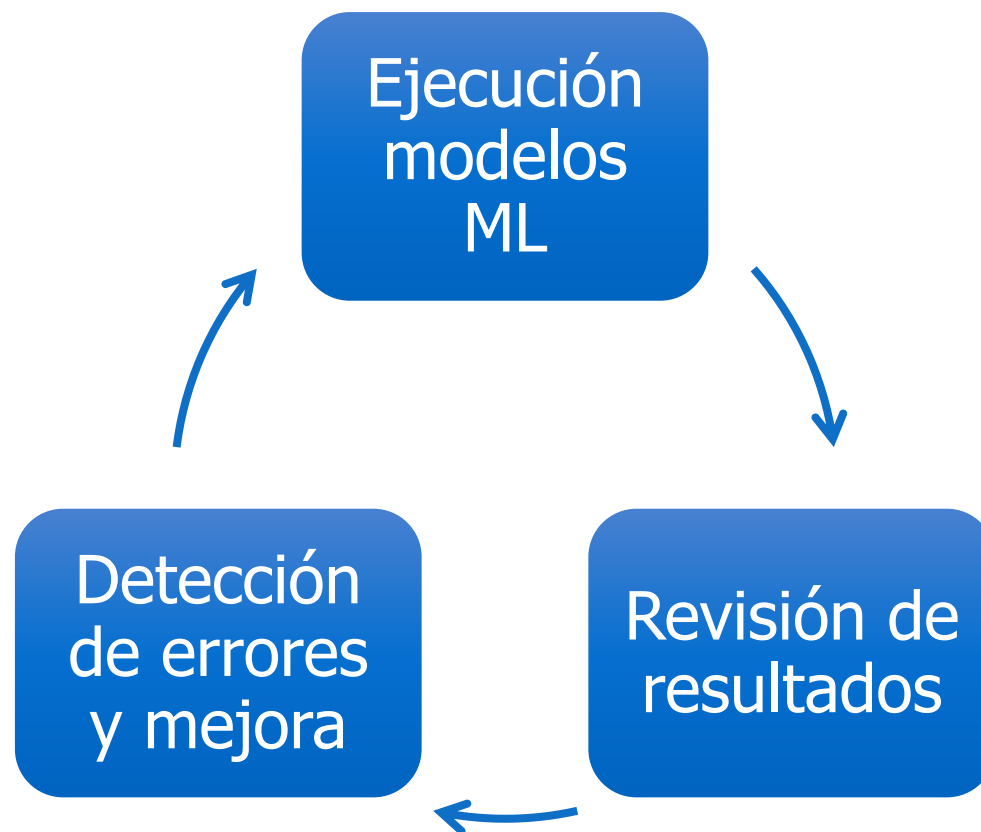 Ejecución
modelos
ML
Detección
de errores
y mejora
Revisión de
resultados